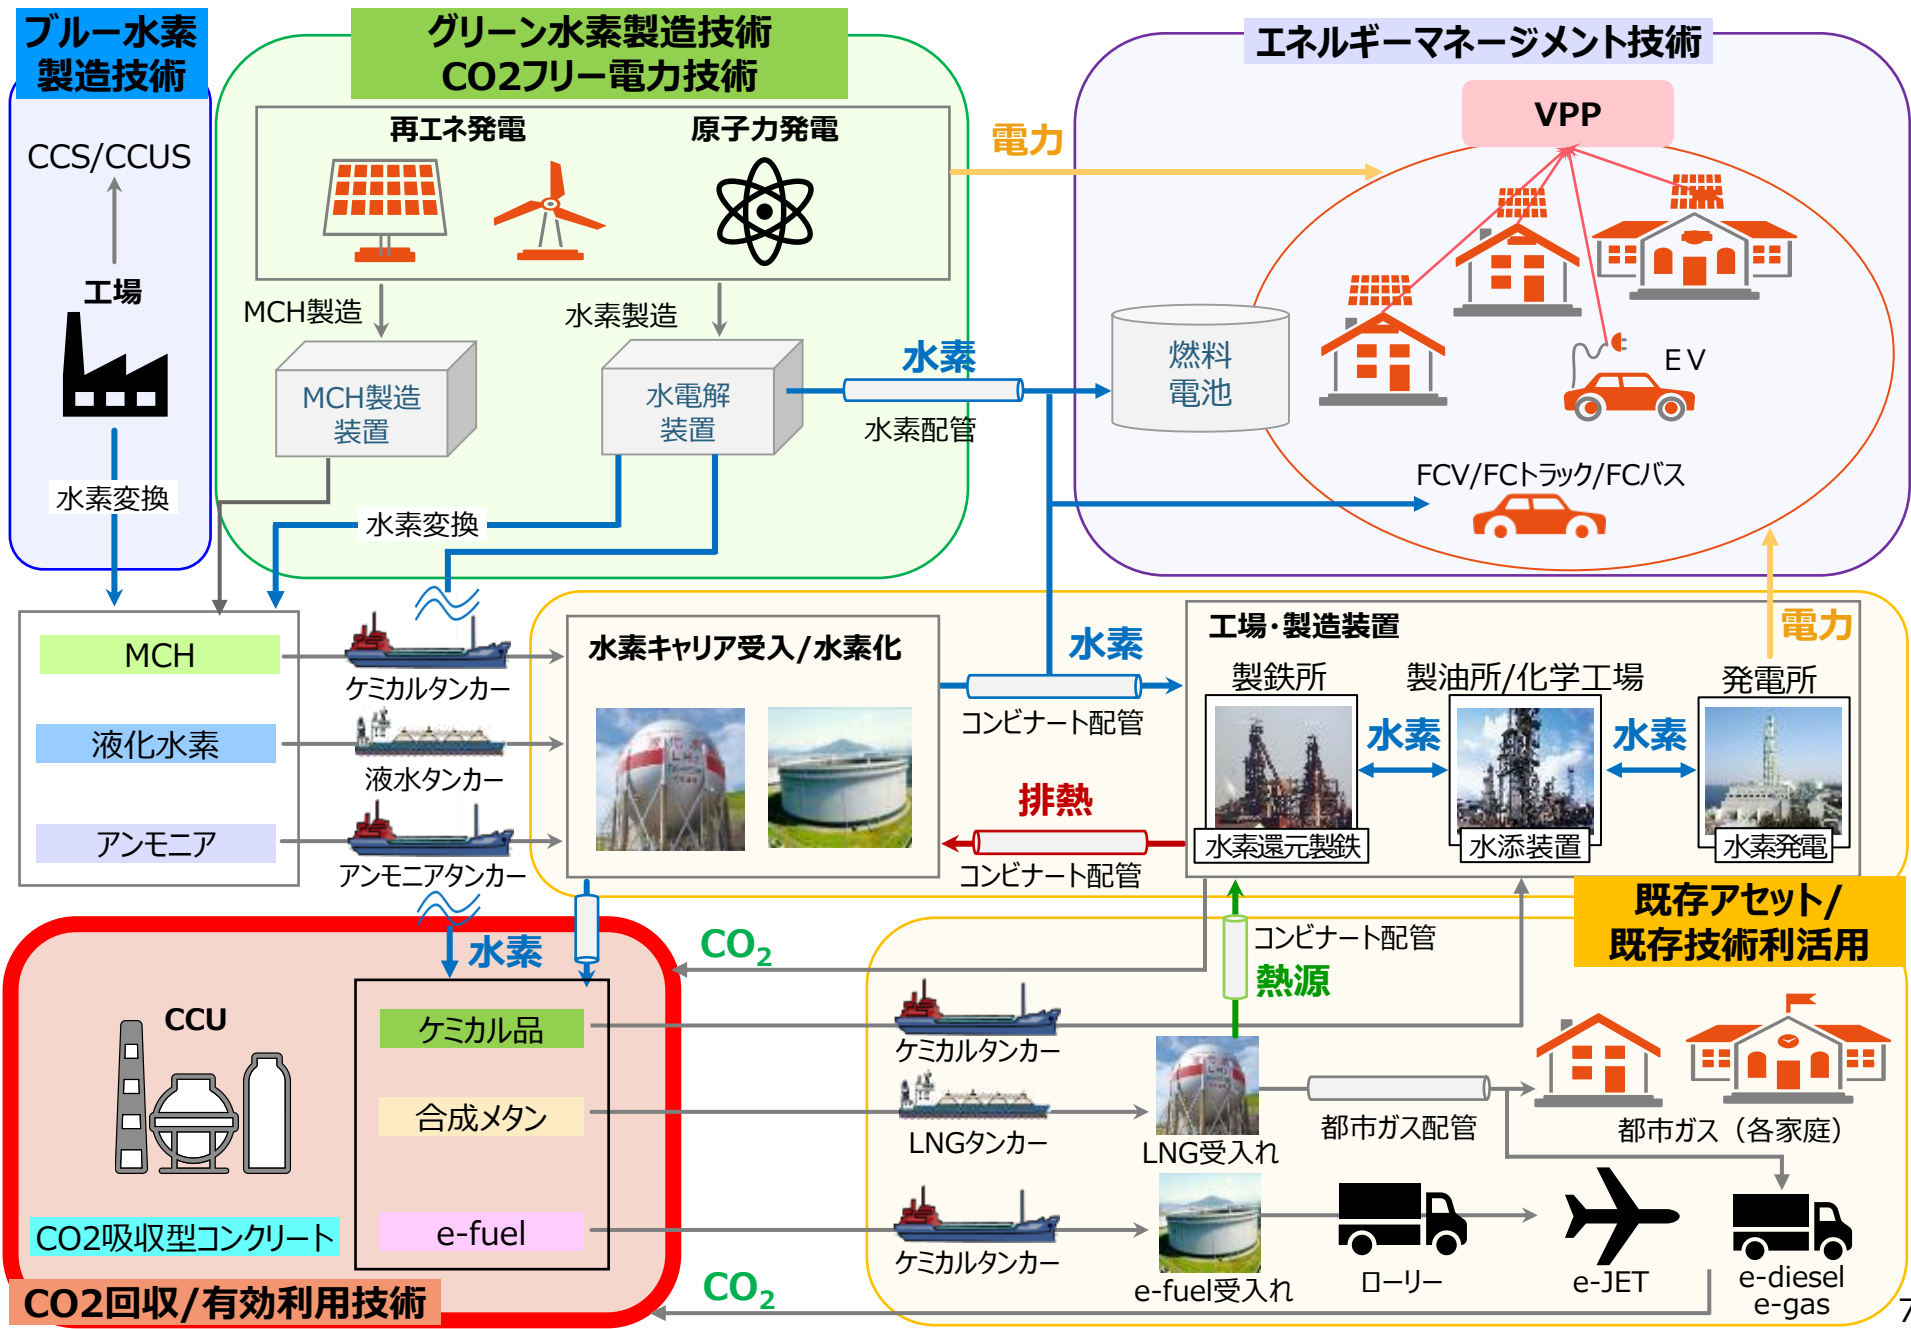 ブルー水素
製造技術
グリーン水素製造技術
CO2フリー電力技術
エネルギーマネージメント技術
CCS/CCUS
工場
水素変換
再エネ発電
原子力発電
MCH製造
水素製造
MCH製造
装置
水電解
装置
水素変換
電力
水素
水素配管
VPP
燃料
電池
EV
FCV/FCトラック/FCバス
MCH
液化水素
アンモニア
ケミカルタンカー
液水タンカー
アンモニアタンカー
水素キャリア受入/水素化
水素
コンビナート配管
排熱
コンビナート配管
工場・製造装置
電力
製鉄所
製油所/化学工場
発電所
水素
水素
水素還元製鉄
水添装置
水素発電
既存アセット/
既存技術利活用
水素
CO2
コンビナート配管
熱源
CCU
ケミカル品
合成メタン
e-fuel
CO2吸収型コンクリート
CO2回収/有効利用技術
ケミカルタンカー
LNGタンカー
ケミカルタンカー
LNG受入れ
e-fuel受入れ
都市ガス配管
都市ガス（各家庭）
ローリー
e-JET
e-diesel
e-gas
CO2
7